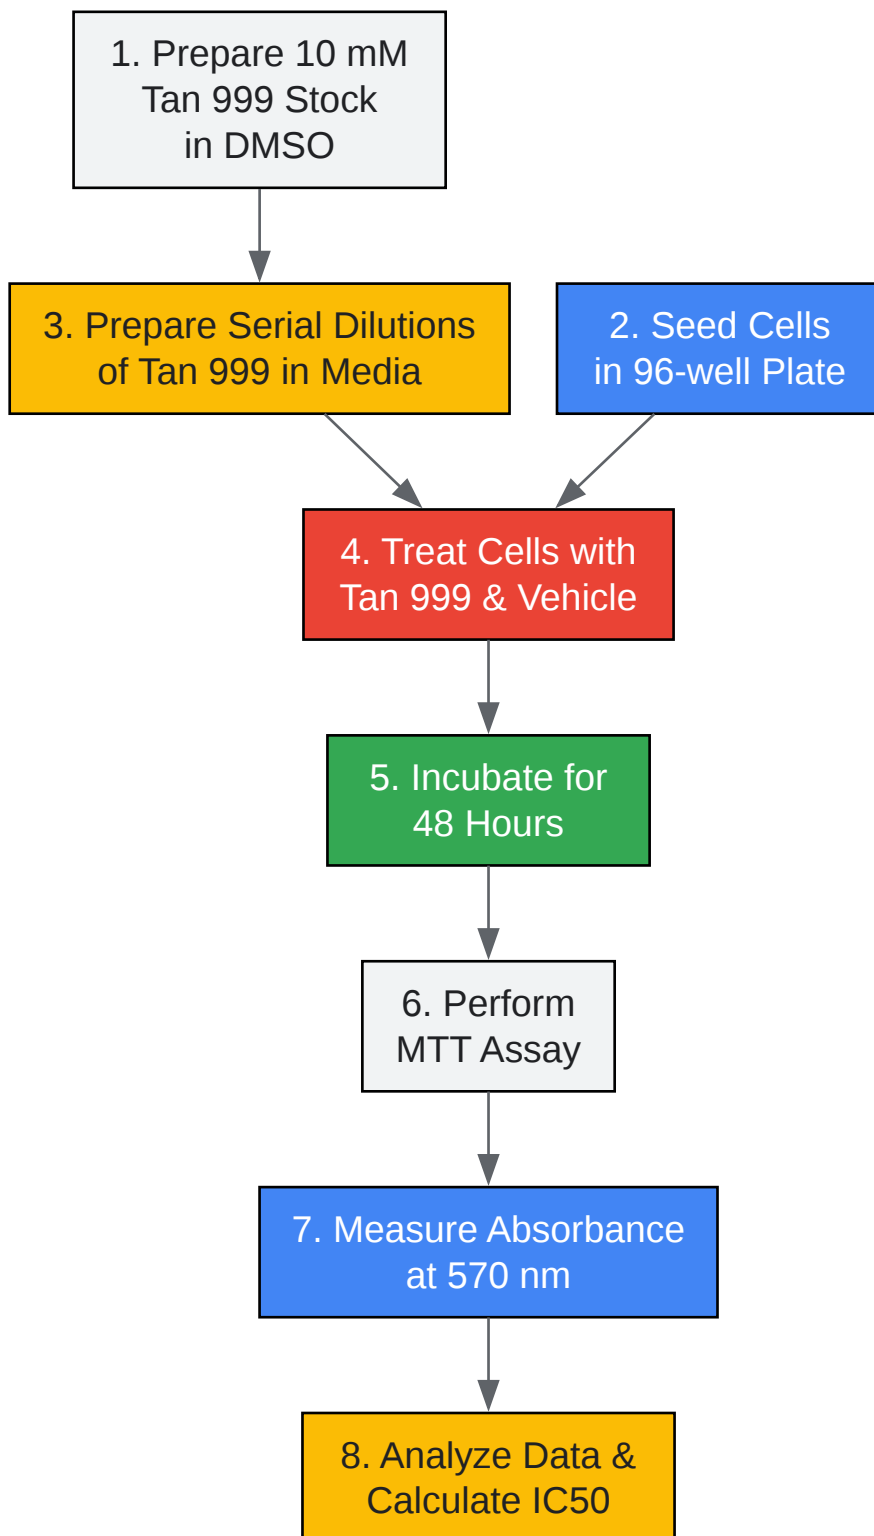 1. Prepare 10 mM
Tan 999 Stock
in DMSO
3. Prepare Serial Dilutions
of Tan 999 in Media
2. Seed Cells
in 96-well Plate
4. Treat Cells with
Tan 999 & Vehicle
5. Incubate for
48 Hours
6. Perform
MTT Assay
7. Measure Absorbance
at 570 nm
8. Analyze Data &
Calculate IC50